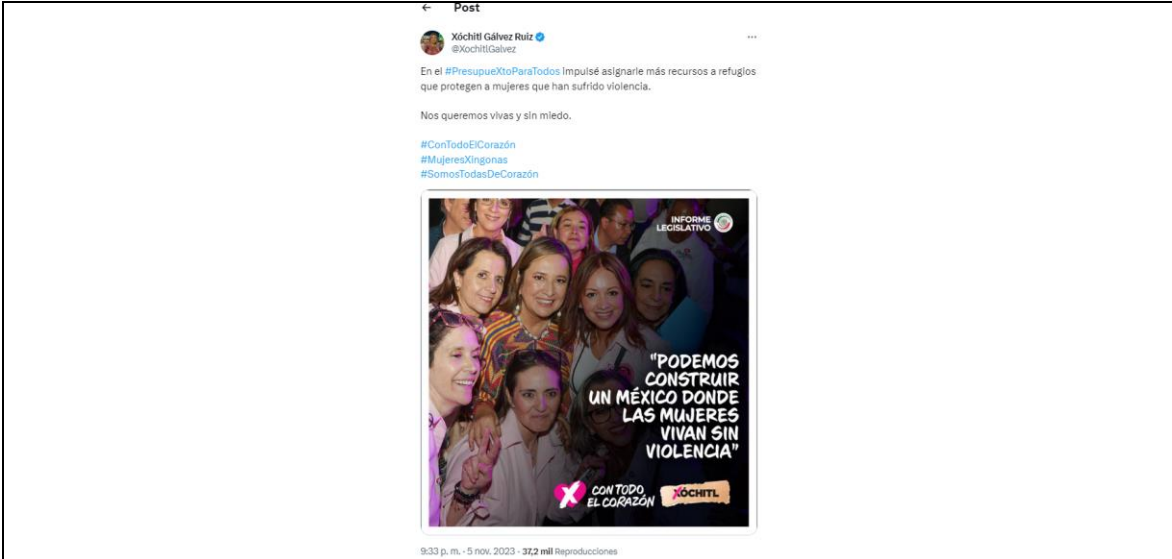 ← Post
Xóchitl Gálvez Ruiz
@XochitlGalvez
En el #PresupueXtoParaTodos impulsé asignarle más recursos a refugios
que protegen a mujeres que han sufrido violencia.
Nos queremos vivas y sin miedo.
#ConTodoElCorazón
#MujeresXingonas
#SomosTodasDeCorazón
INFORME
LEGISLATIVO
"PODEMOS
CONSTRUIR
UN MÉXICO DONDE
LAS MUJERES
VIVAN SIN
VIOLENCIA"
X CON TODO
EL CORAZÓN
XÓCHITL
9:33 p. m. · 5 nov. 2023 · 37,2 mil Reproducciones